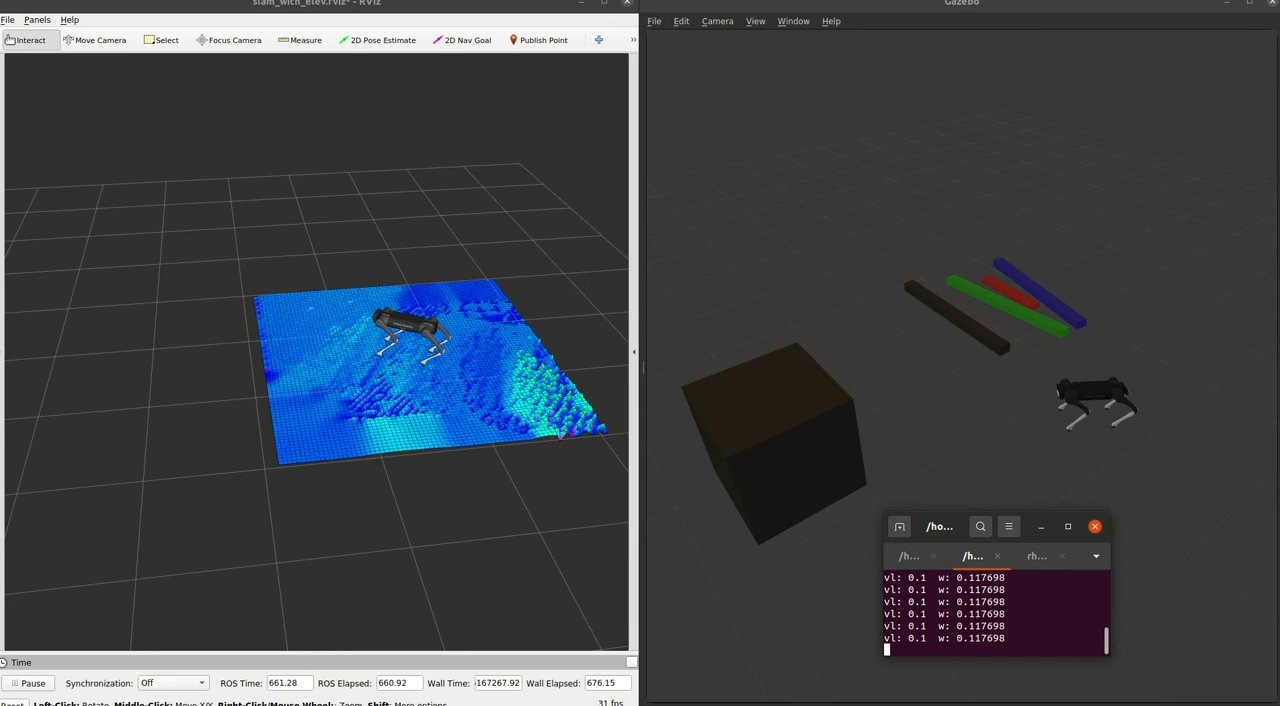 slam_with_elev.rviz* - RViz
File Panels Help
Interact Move Camera Select Focus Camera Measure 2D Pose Estimate 2D Nav Goal Publish Point »
Time
Pause Synchronization: Off ROS Time: 661.28 ROS Elapsed: 660.92 Wall Time: 167267.92 Wall Elapsed: 676.15
Reset Left-Click: Rotate. Middle-Click: Move X/Y. Right-Click/Mouse Wheel: Zoom. Shift: More options. 31 fps
Gazebo
File Edit Camera View Window Help
/ho...
/h... × /h... × rh... ×
vl: 0.1 w: 0.117698
vl: 0.1 w: 0.117698
vl: 0.1 w: 0.117698
vl: 0.1 w: 0.117698
vl: 0.1 w: 0.117698
vl: 0.1 w: 0.117698